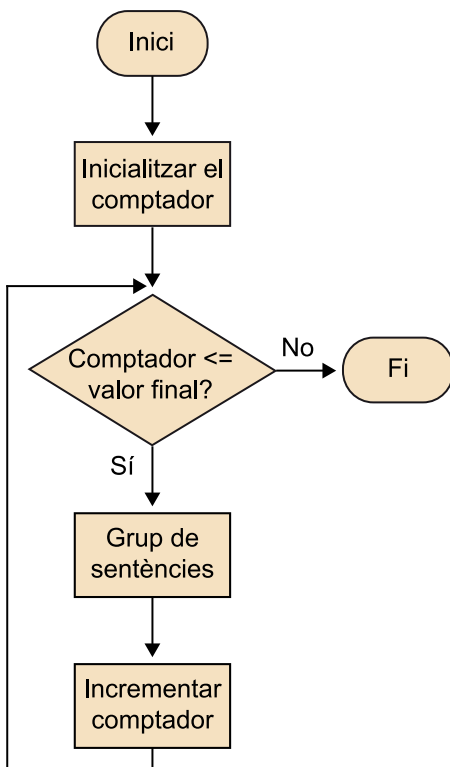 Inici
Inicialitzar el
comptador
Comptador <=
valor final?
No
Fi
Sí
Grup de
sentències
Incrementar
comptador